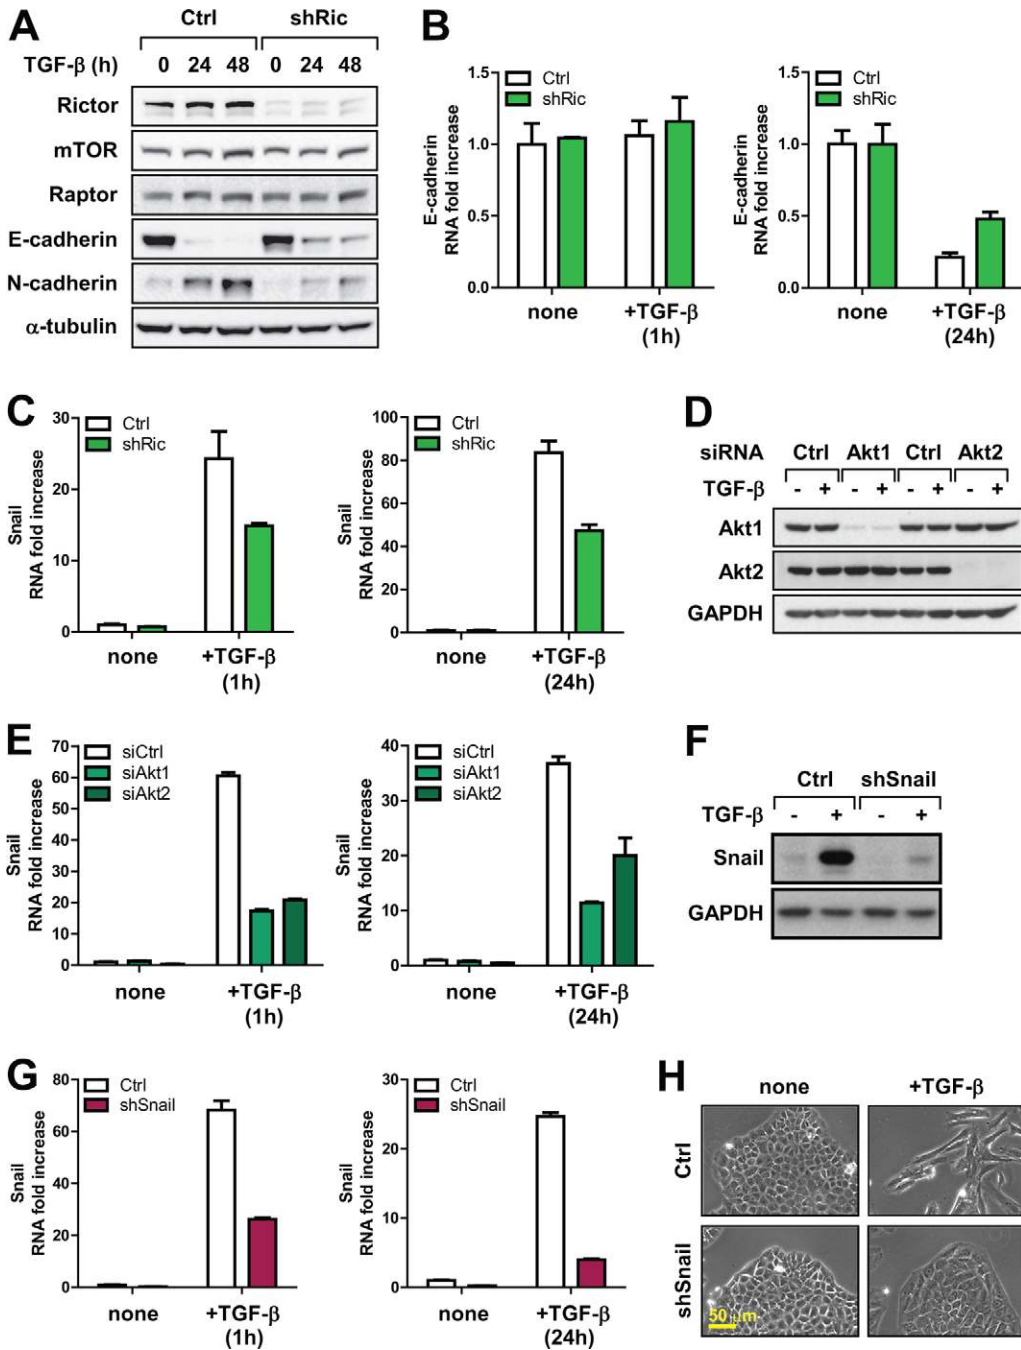 A
Ctrl shRic
TGF-β (h) 0 24 48 0 24 48
Rictor
mTOR
Raptor
E-cadherin
N-cadherin
α-tubulin
B
E-cadherin
RNA fold increase
1.5
1.0
0.5
0.0
Ctrl
shRic
none +TGF-β
(1h)
E-cadherin
RNA fold increase
1.5
1.0
0.5
0.0
Ctrl
shRic
none +TGF-β
(24h)
C
Snail
RNA fold increase
30
20
10
0
Ctrl
shRic
none +TGF-β
(1h)
Snail
RNA fold increase
100
80
60
40
20
0
Ctrl
shRic
none +TGF-β
(24h)
D
siRNA Ctrl Akt1 Ctrl Akt2
TGF-β - + - + - + - +
Akt1
Akt2
GAPDH
E
Snail
RNA fold increase
70
60
50
40
30
20
10
0
siCtrl
siAkt1
siAkt2
none +TGF-β
(1h)
Snail
RNA fold increase
40
30
20
10
0
siCtrl
siAkt1
siAkt2
none +TGF-β
(24h)
F
Ctrl shSnail
TGF-β - + - +
Snail
GAPDH
G
Snail
RNA fold increase
80
60
40
20
0
Ctrl
shSnail
none +TGF-β
(1h)
Snail
RNA fold increase
30
20
10
0
Ctrl
shSnail
none +TGF-β
(24h)
H
none +TGF-β
Ctrl
shSnail
50 μm